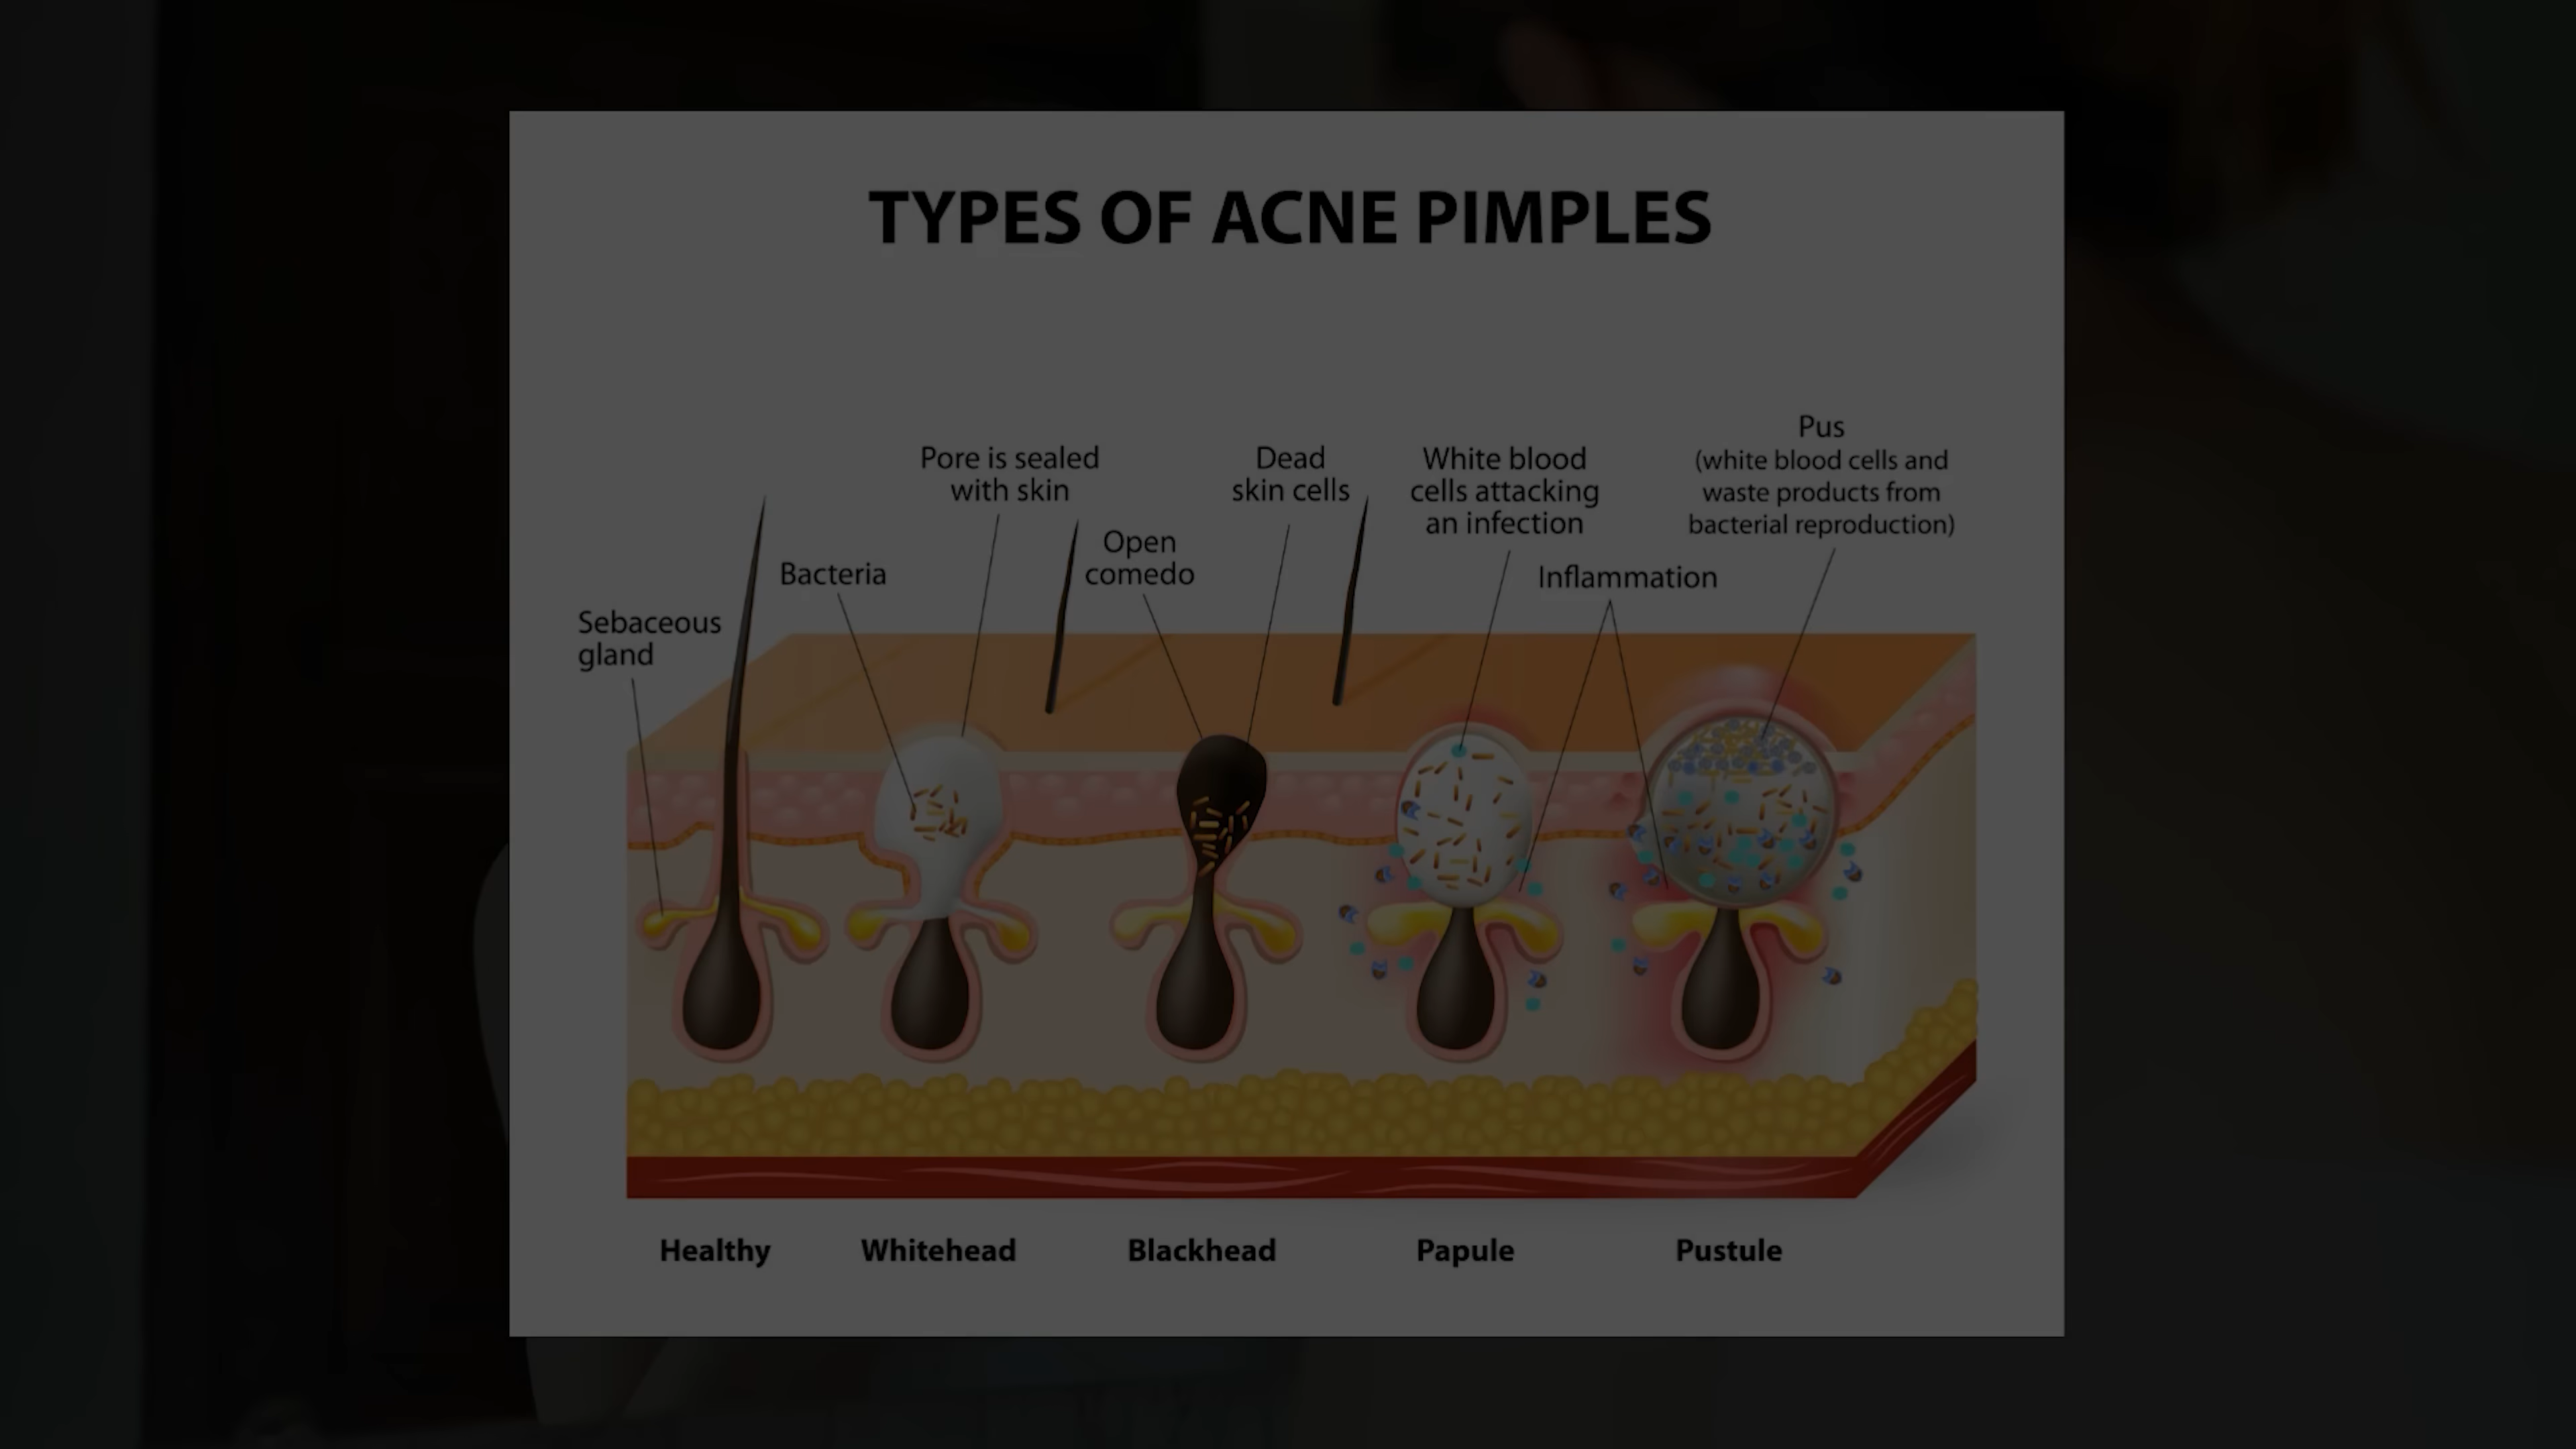 TYPES OF ACNE PIMPLES
Sebaceous
gland
Bacteria
Pore is sealed
with skin
Open
comedo
Dead
skin cells
White blood
cells attacking
an infection
Inflammation
Pus
(white blood cells and
waste products from
bacterial reproduction)
Healthy
Whitehead
Blackhead
Papule
Pustule